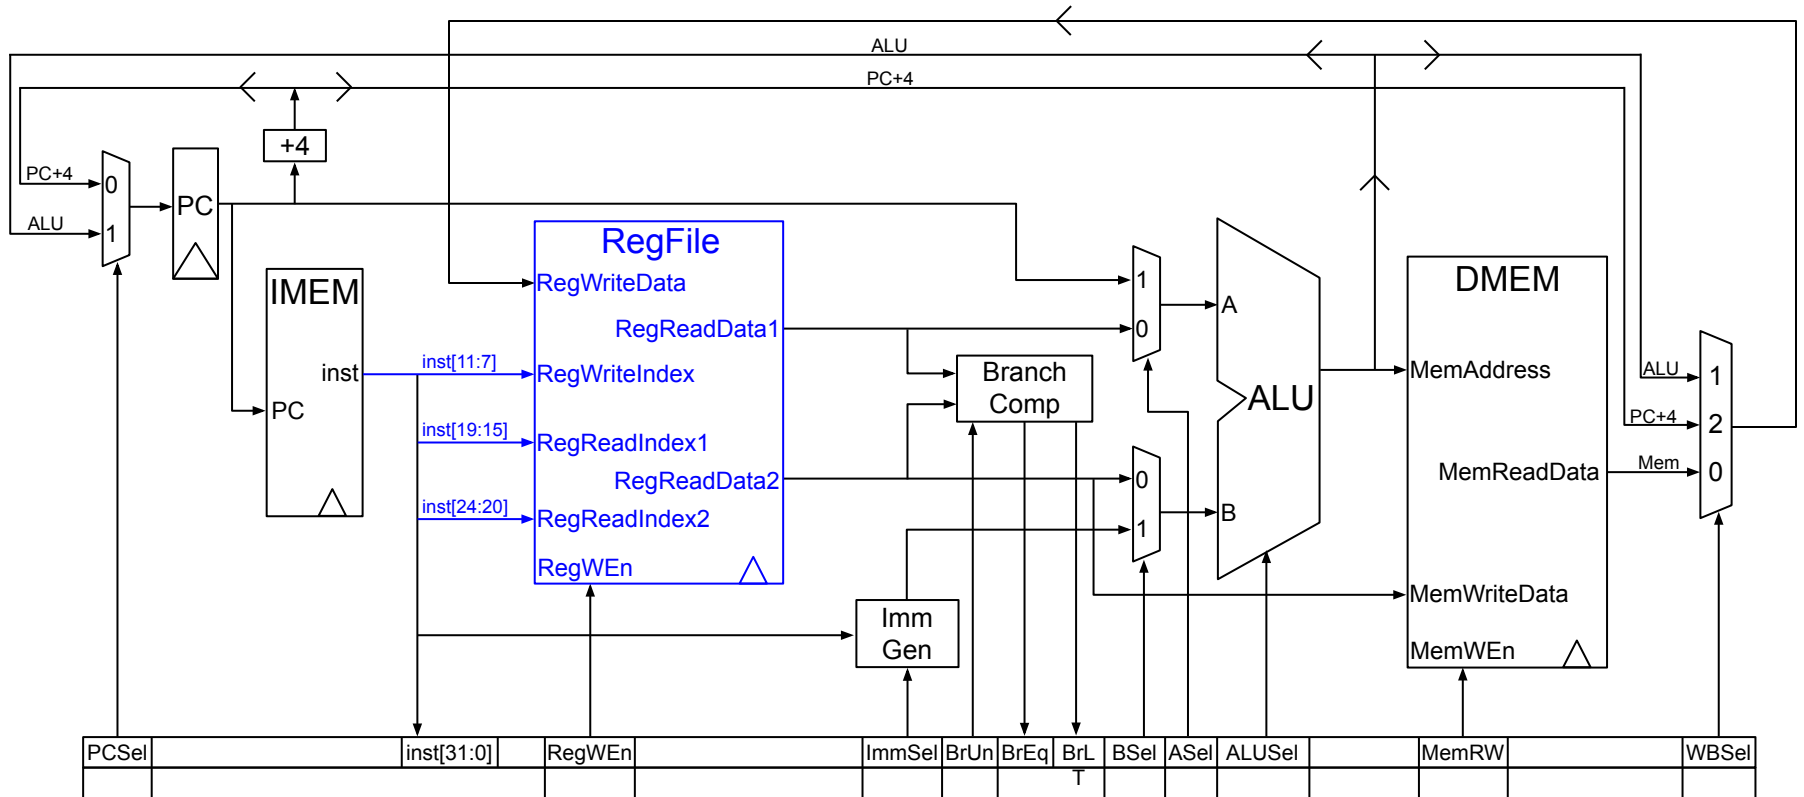 ALU
PC+4
+4
PC+4
0
ALU
1
PC
RegFile
IMEM
RegWriteData
RegReadData1
inst
inst[11:7]
RegWriteIndex
PC
inst[19:15]
RegReadIndex1
RegReadData2
inst[24:20]
RegReadIndex2
RegWEn
Branch
Comp
Imm
Gen
1
0
0
1
A
ALU
B
DMEM
MemAddress
MemReadData
MemWriteData
MemWEn
ALU
1
PC+4
2
Mem
0
PCSel
inst[31:0]
RegWEn
ImmSel
BrUn
BrEq
BrL
T
BSel
ASel
ALUSel
MemRW
WBSel